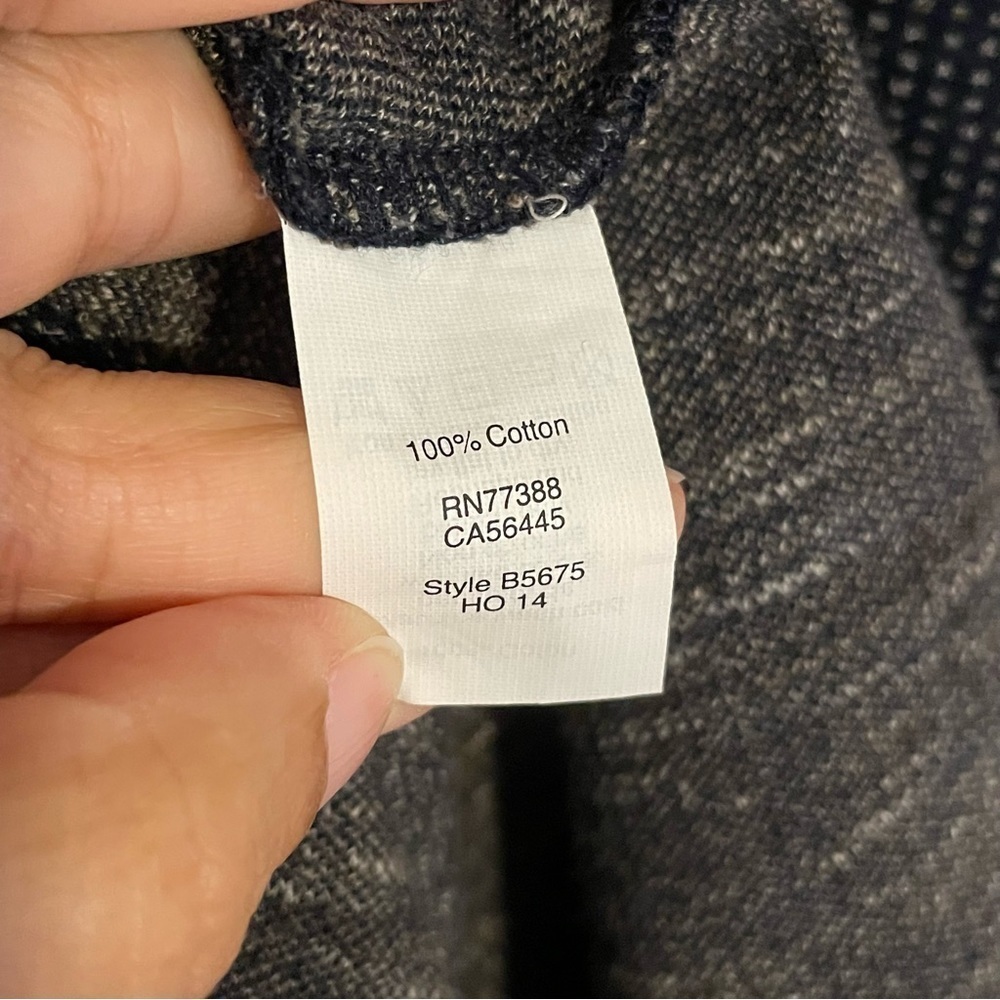 100% Cotton
RN77388
CA56445
Style B5675
HO 14